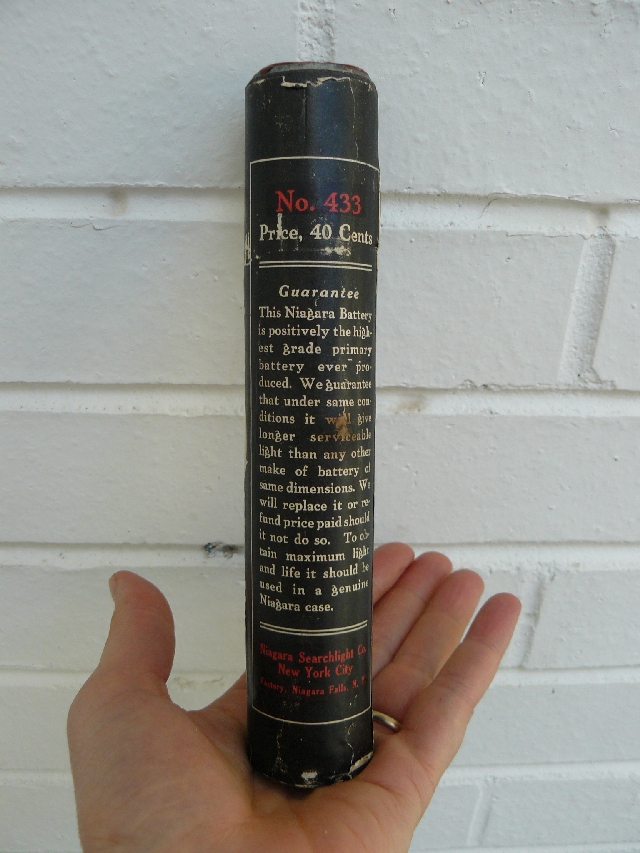 No. 433
Price, 40 Cents
Guarantee
This Niagara Battery
is positively the high-
est grade primary
battery ever pro-
duced. We guarantee
that under same con-
ditions it will give
longer serviceable
light than any other
make of battery of
same dimensions. We
will replace it or re-
fund price paid should
it not do so. To ob-
tain maximum light
and life it should be
used in a genuine
Niagara case.
Niagara Searchlight Co.
New York City
Factory, Niagara Falls, N. Y.